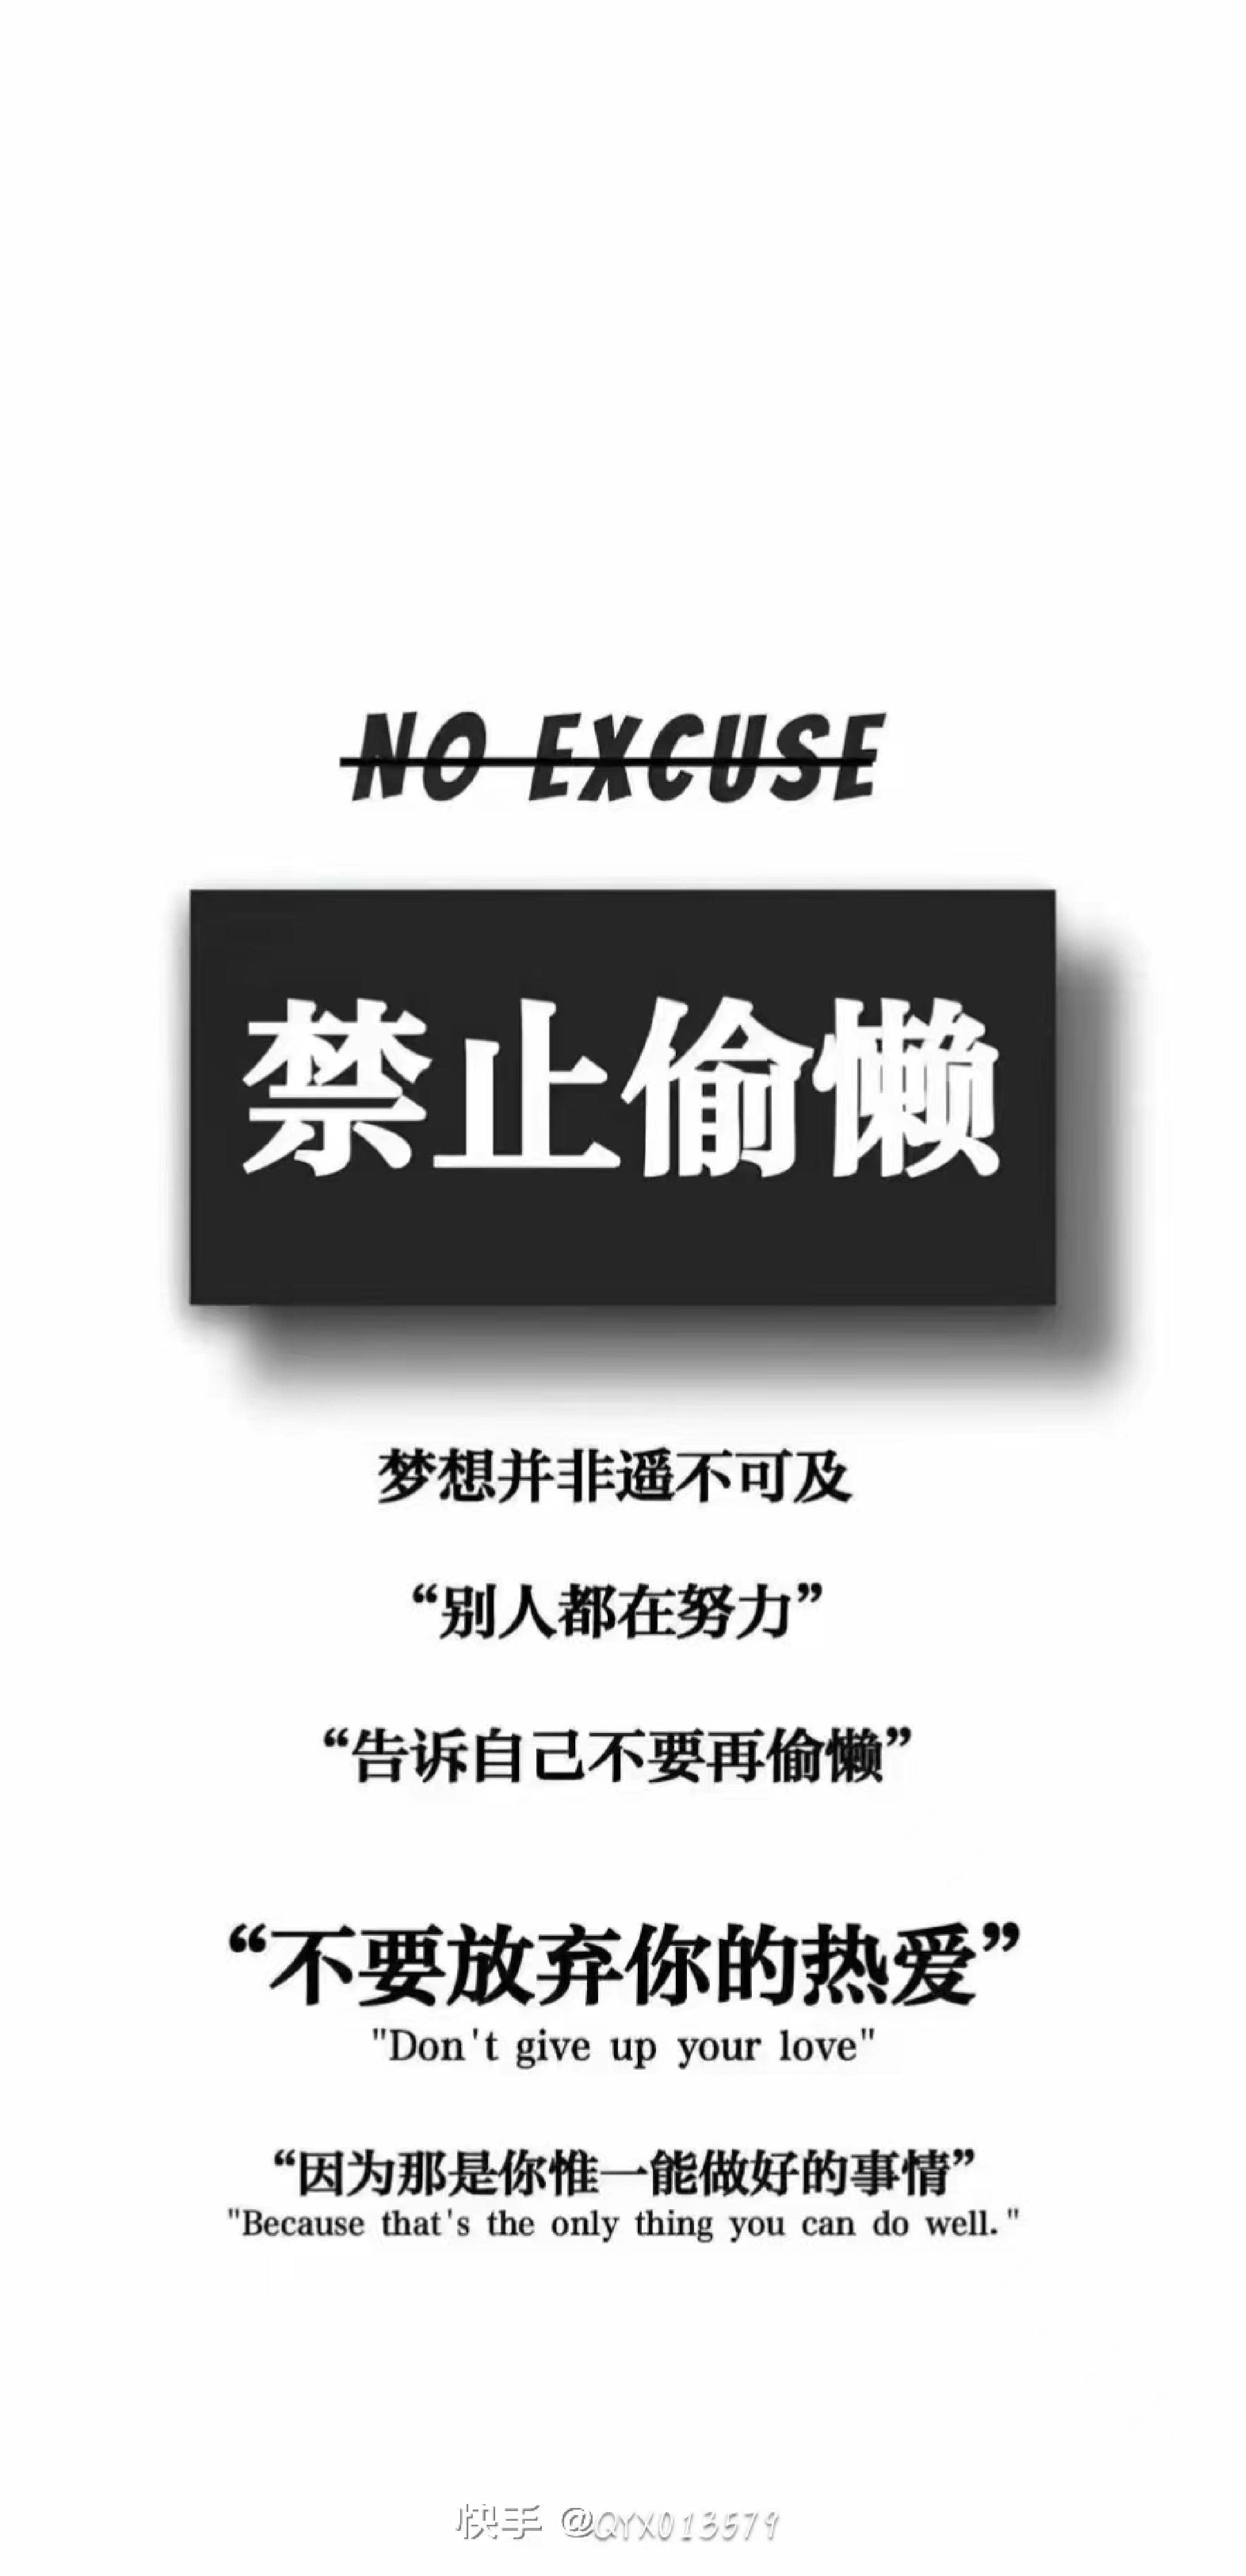 NO EXCUSE
禁止偷懒
梦想并非遥不可及
“别人都在努力”
“告诉自己不要再偷懒”
“不要放弃你的热爱”
"Don't give up your love"
“因为那是你惟一能做好的事情”
"Because that's the only thing you can do well."
快手 @QYX013579